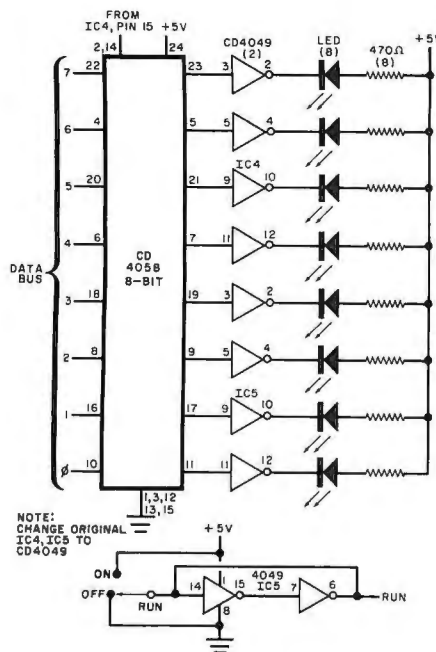 FROM
IC4, PIN 15 +5V
2,14 24
CD4049
(2)
LED
(8)
470Ω
(8)
+5V
7 22 23 3 2
6 4 5 5 4
IC4
5 20 21 9 10
4 6 7 11 12
DATA
BUS
CD
4058
8-BIT
3 18 19 3 2
2 8 9 5 4
IC5
1 16 17 9 10
0 10 11 11 12
1,3,12
13,15
NOTE:
CHANGE ORIGINAL
IC4, IC5 TO
CD4049
+5V
ON
OFF
RUN
14 1 15 4049 7 6
IC5
8
RUN